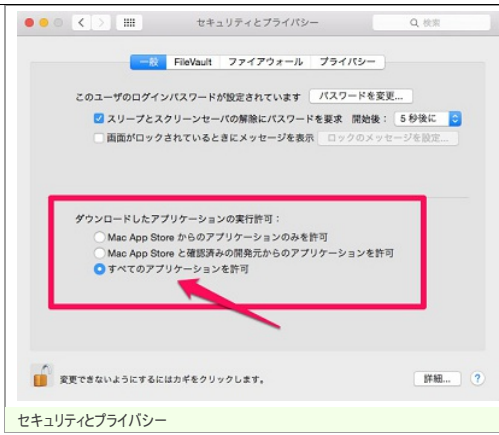 セキュリティとプライバシー
検索
一般 FileVault ファイアウォール プライバシー
このユーザのログインパスワードが設定されています パスワードを変更...
スリープとスクリーンセーバの解除にパスワードを要求 開始後： 5 秒後に
画面がロックされているときにメッセージを表示 ロックのメッセージを設定...
ダウンロードしたアプリケーションの実行許可：
Mac App Store からのアプリケーションのみを許可
Mac App Store と確認済みの開発元からのアプリケーションを許可
すべてのアプリケーションを許可
変更できないようにするにはカギをクリックします。 詳細... ?
セキュリティとプライバシー